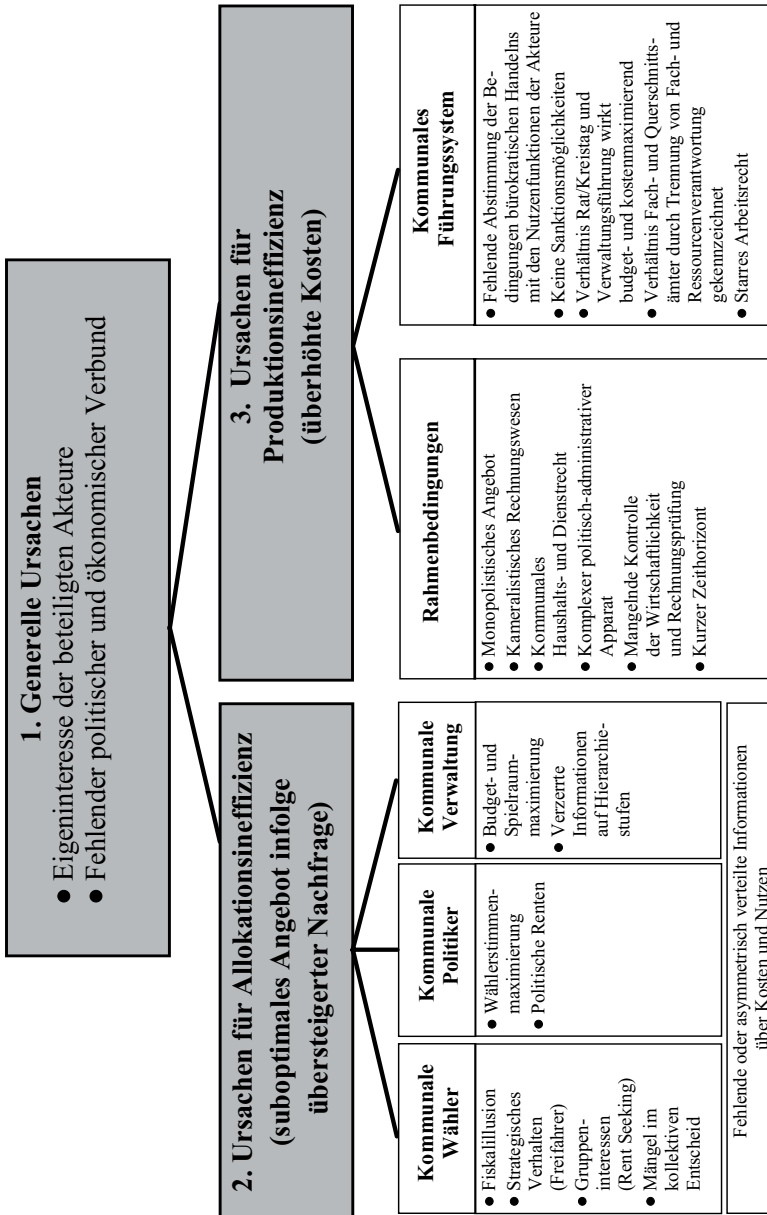 1. Generelle Ursachen
● Eigeninteresse der beteiligten Akteure
● Fehlender politischer und ökonomischer Verbund
2. Ursachen für Allokationsineffizienz
(suboptimales Angebot infolge
übersteigerter Nachfrage)
3. Ursachen für
Produktionsineffizienz
(überhöhte Kosten)
Kommunale
Wähler
● Fiskalillusion
● Strategisches
Verhalten
(Freifahrer)
● Gruppen-
interessen
(Rent Seeking)
● Mängel im
kollektiven
Entscheid
Kommunale
Politiker
● Wählerstimmen-
maximierung
● Politische Renten
Kommunale
Verwaltung
● Budget- und
Spielraum-
maximierung
● Verzerrte
Informationen
auf Hierarchie-
stufen
Fehlende oder asymmetrisch verteilte Informationen
über Kosten und Nutzen
Rahmenbedingungen
● Monopolistisches Angebot
● Kameralistisches Rechnungswesen
● Kommunales
Haushalts- und Dienstrecht
● Komplexer politisch-administrativer
Apparat
● Mangelnde Kontrolle
der Wirtschaftlichkeit
und Rechnungsprüfung
● Kurzer Zeithorizont
Kommunales
Führungssystem
● Fehlende Abstimmung der Be-
dingungen bürokratischen Handelns
mit den Nutzenfunktionen der Akteure
● Keine Sanktionsmöglichkeiten
● Verhältnis Rat/Kreistag und
Verwaltungsführung wirkt
budget- und kostenmaximierend
● Verhältnis Fach- und Querschnitts-
ämter durch Trennung von Fach- und
Ressourcenverantwortung
gekennzeichnet
● Starres Arbeitsrecht